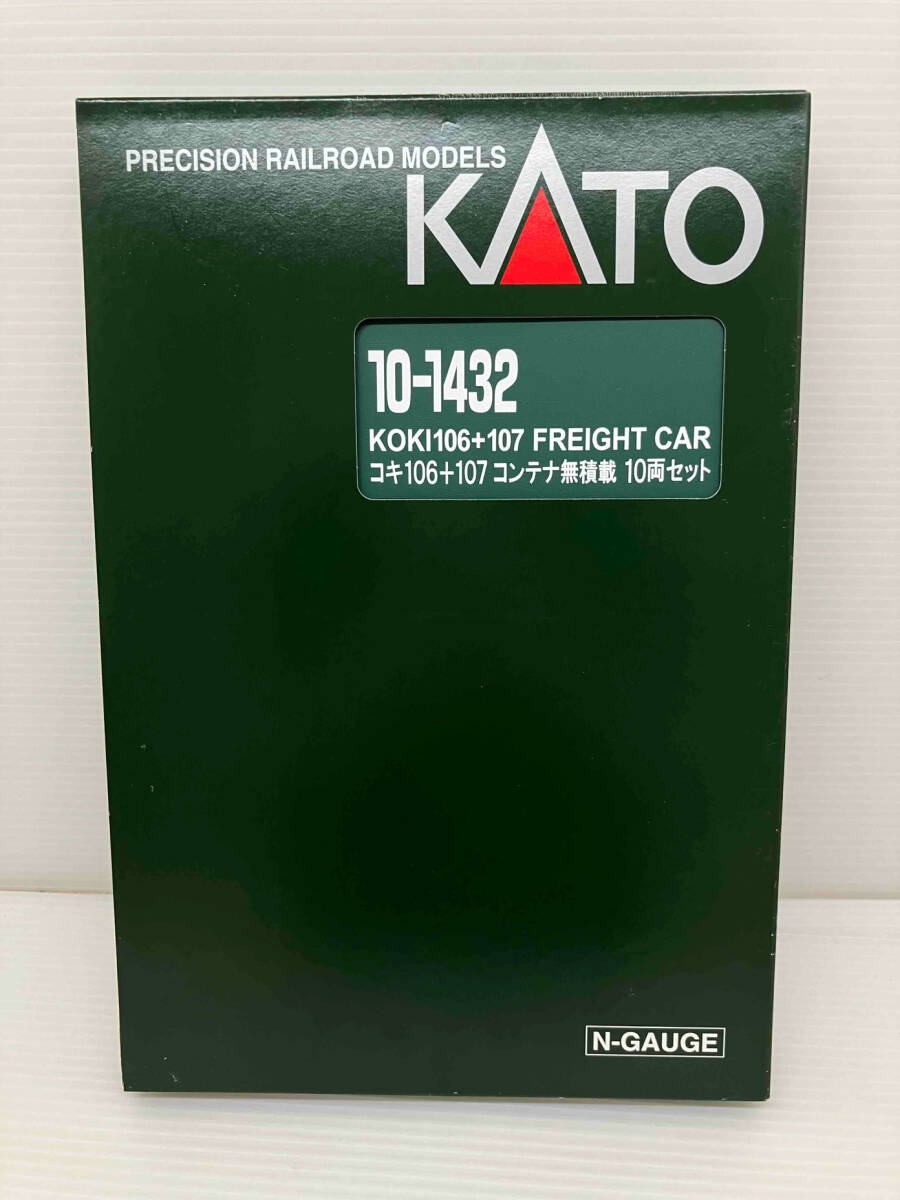 PRECISION RAILROAD MODELS
KATO
10-1432
KOKI106+107 FREIGHT CAR
コキ106+107 コンテナ無積載 10両セット
N-GAUGE